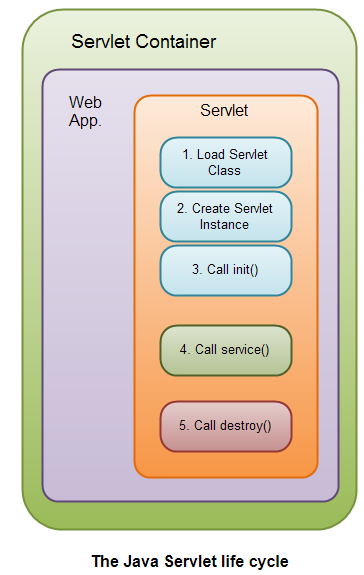 Servlet Container
Web
App.
Servlet
1. Load Servlet
Class
2. Create Servlet
Instance
3. Call init()
4. Call service()
5. Call destroy()
The Java Servlet life cycle